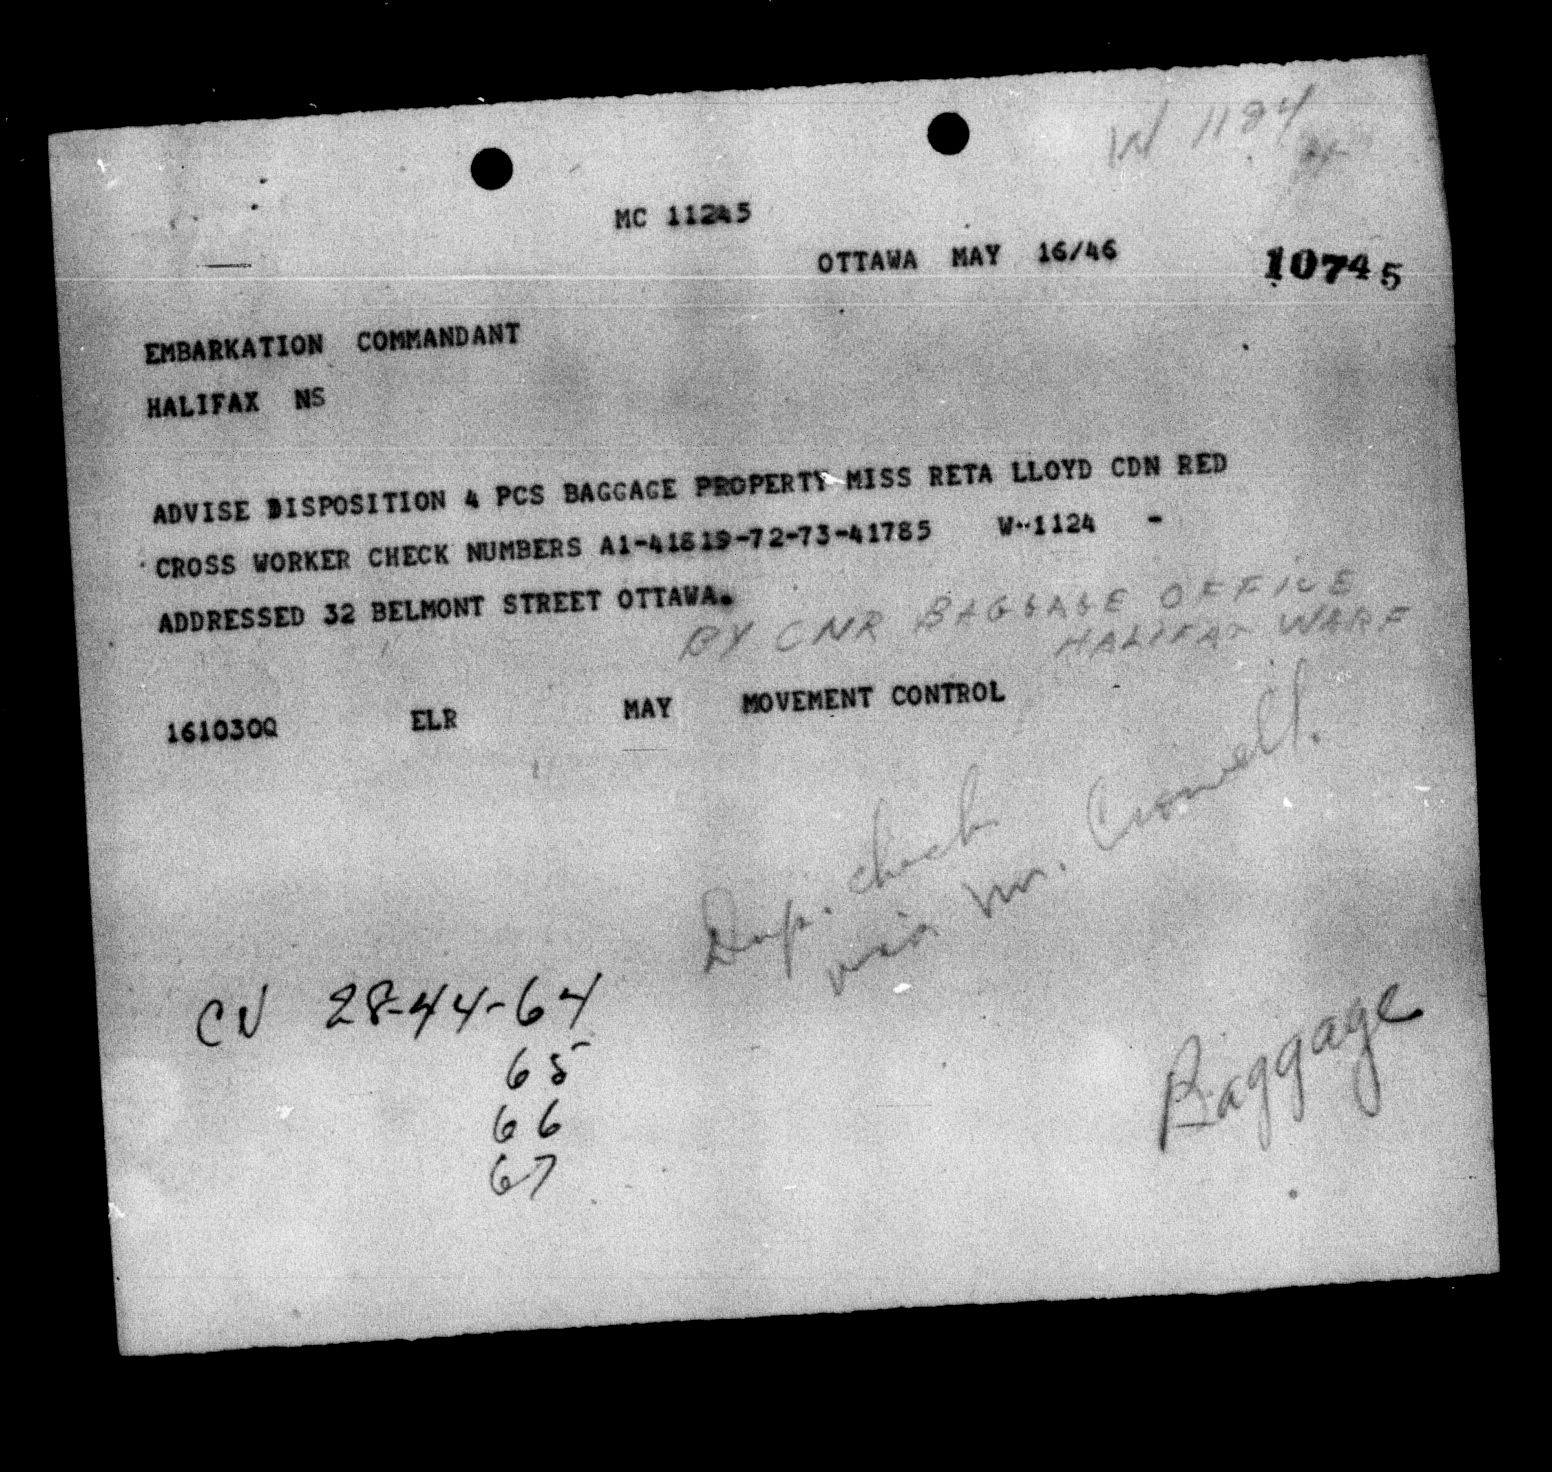 W 1124
MC 11245
OTTAWA MAY 16/46 10745
EMBARKATION COMMANDANT
HALIFAX NS
ADVISE DISPOSITION 4 PCS BAGGAGE PROPERTY MISS RETA LLOYD CDN RED
CROSS WORKER CHECK NUMBERS A1-41819-72-73-41785 W-1124 -
ADDRESSED 32 BELMONT STREET OTTAWA.
BY CNR BAGGAGE OFFICE
HALIFAX WARF
161030Q ELR MAY MOVEMENT CONTROL
Dup. check
via Mr. Cromwell.
CN 28-44-64
65
66
67
Baggage